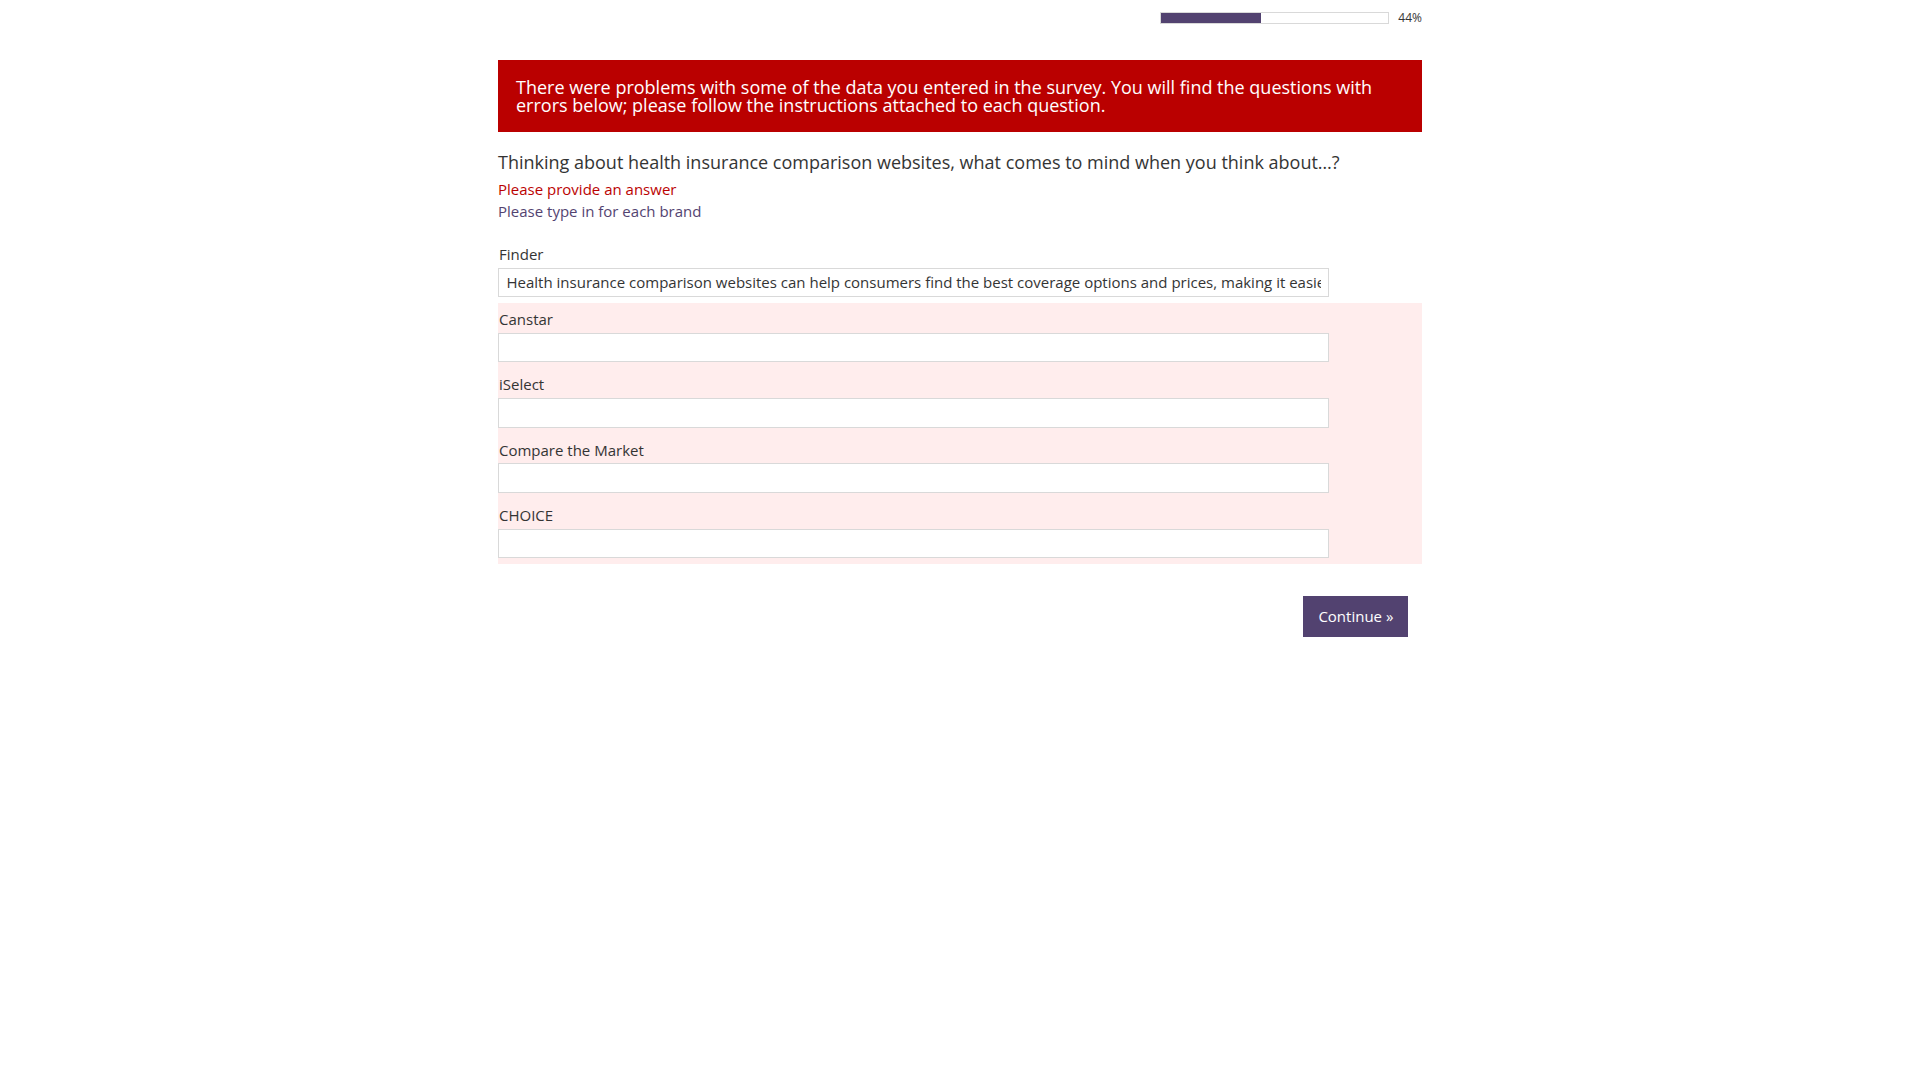 44%
There were problems with some of the data you entered in the survey. You will find the questions with
errors below; please follow the instructions attached to each question.
Thinking about health insurance comparison websites, what comes to mind when you think about...?
Please provide an answer
Please type in for each brand
Finder
Health insurance comparison websites can help consumers find the best coverage options and prices, making it easie
Canstar
iSelect
Compare the Market
CHOICE
Continue »